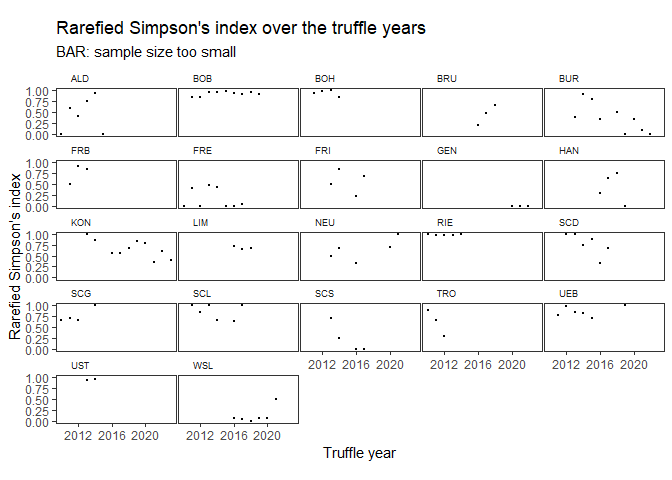 Rarefied Simpson's index over the truffle years
BAR: sample size too small
ALD BOB BOH BRU BUR
1.00
0.75
0.50
0.25
0.00
FRB FRE FRI GEN HAN
1.00
0.75
0.50
0.25
0.00
KON LIM NEU RIE SCD
1.00
0.75
0.50
0.25
0.00
SCG SCL SCS TRO UEB
1.00
0.75
0.50
0.25
0.00
2012 2016 2020 2012 2016 2020 2012 2016 2020
UST WSL
1.00
0.75
0.50
0.25
0.00
2012 2016 2020 2012 2016 2020
Rarefied Simpson's index
Truffle year